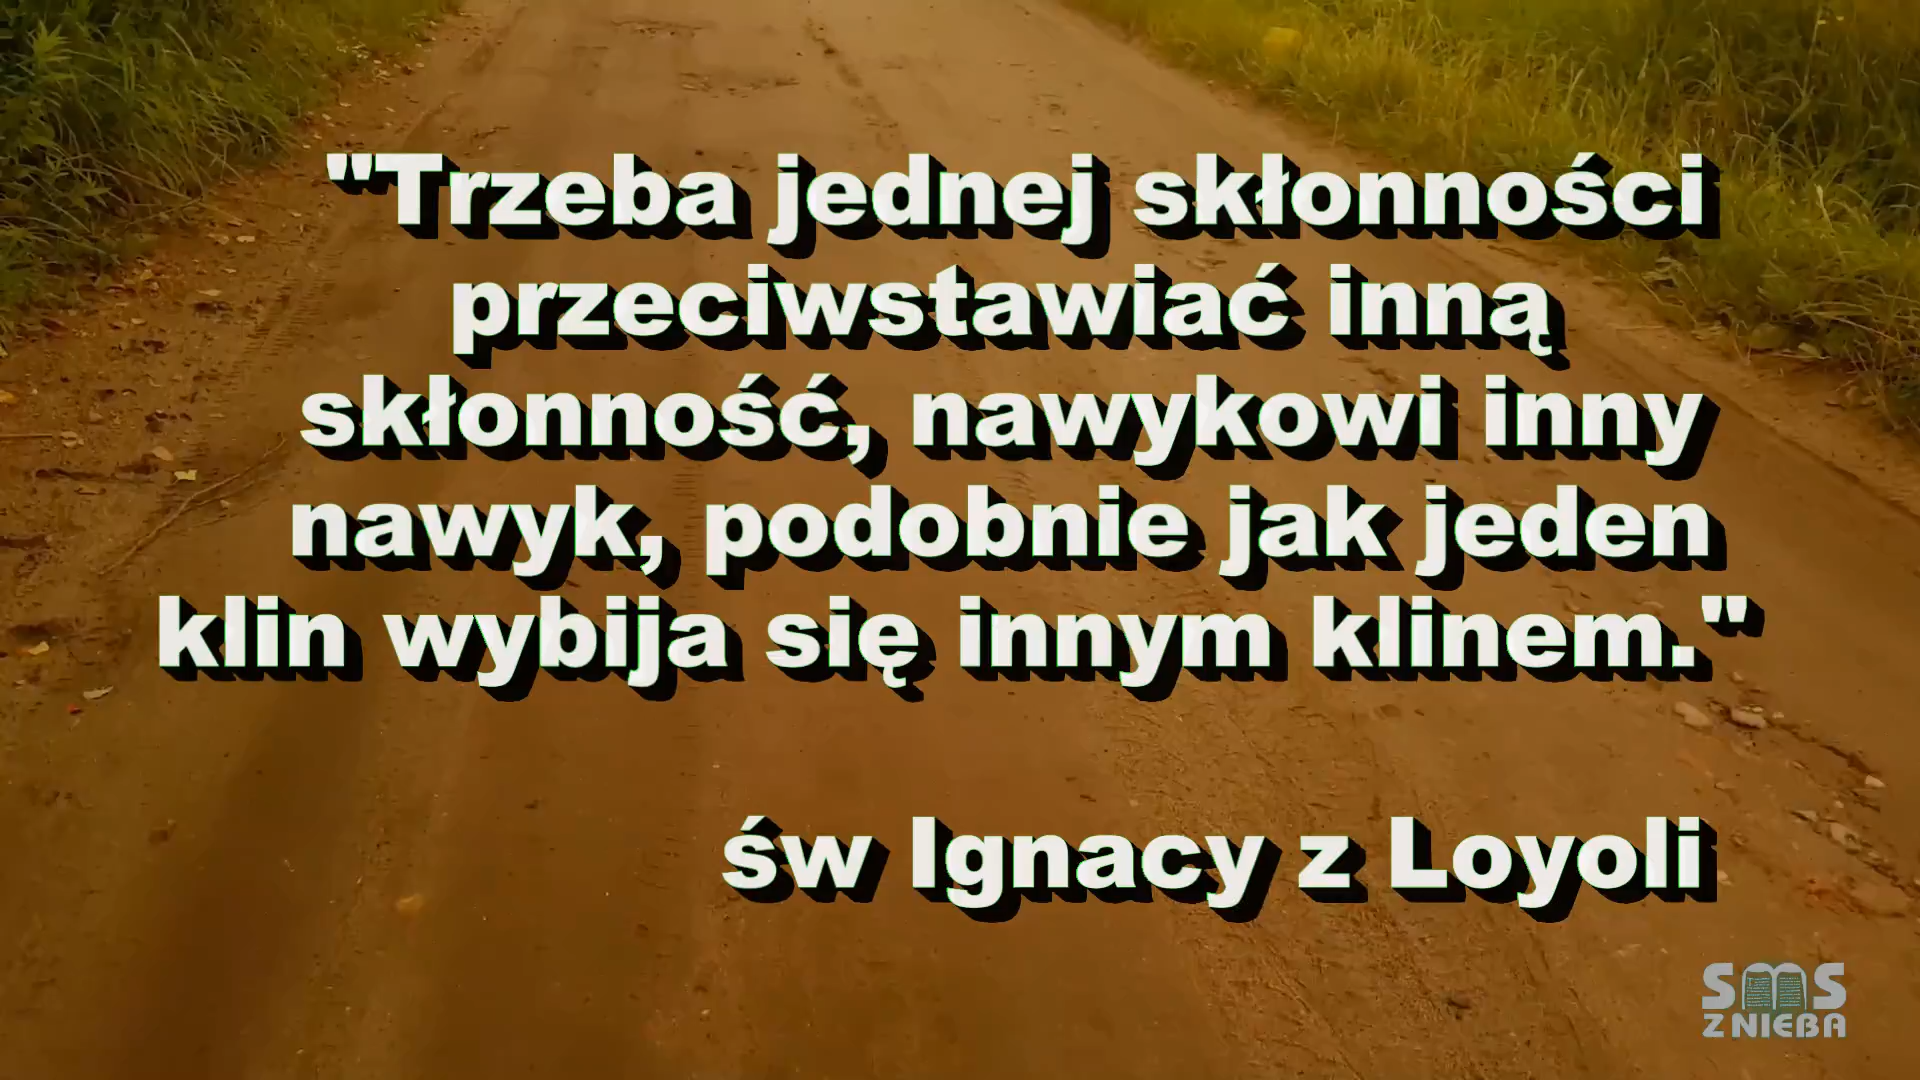 "Trzeba jednej skłonności
przeciwstawiać inną
skłonność, nawykowi inny
nawyk, podobnie jak jeden
klin wybija się innym klinem."
św Ignacy z Loyoli
SMS
Z NIEBA